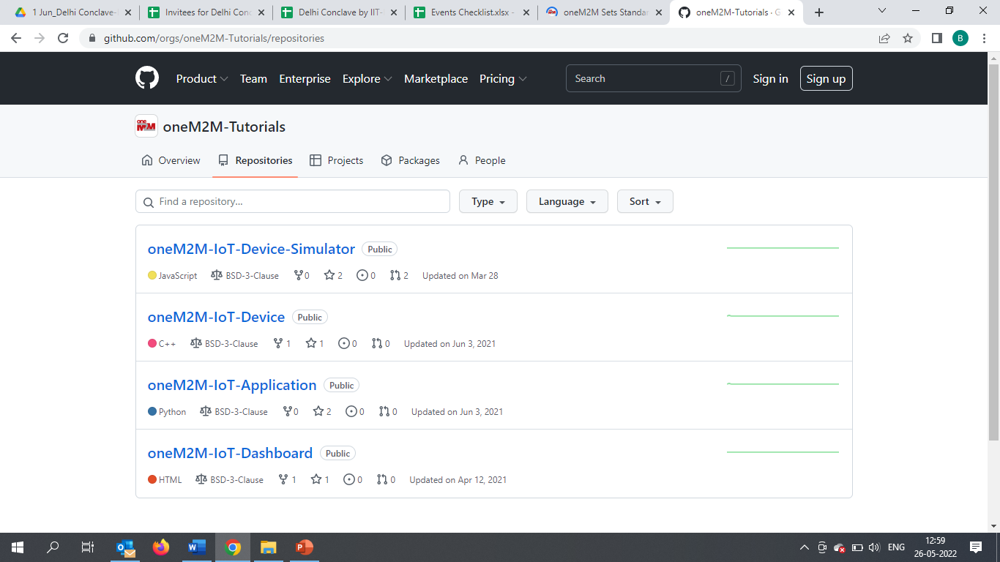 1 Jun_Delhi Conclave-
Invitees for Delhi Conc
Delhi Conclave by IIT-
Events Checklist.xlsx -
oneM2M Sets Standar
oneM2M-Tutorials · G
github.com/orgs/oneM2M-Tutorials/repositories
B
Product Team Enterprise Explore Marketplace Pricing Search / Sign in Sign up
one M2M oneM2M-Tutorials
Overview Repositories Projects Packages People
Find a repository... Type Language Sort
oneM2M-IoT-Device-Simulator Public
JavaScript BSD-3-Clause 0 2 0 2 Updated on Mar 28
oneM2M-IoT-Device Public
C++ BSD-3-Clause 1 1 0 0 Updated on Jun 3, 2021
oneM2M-IoT-Application Public
Python BSD-3-Clause 0 2 0 0 Updated on Jun 3, 2021
oneM2M-IoT-Dashboard Public
HTML BSD-3-Clause 1 1 0 0 Updated on Apr 12, 2021
ENG
12:59
26-05-2022